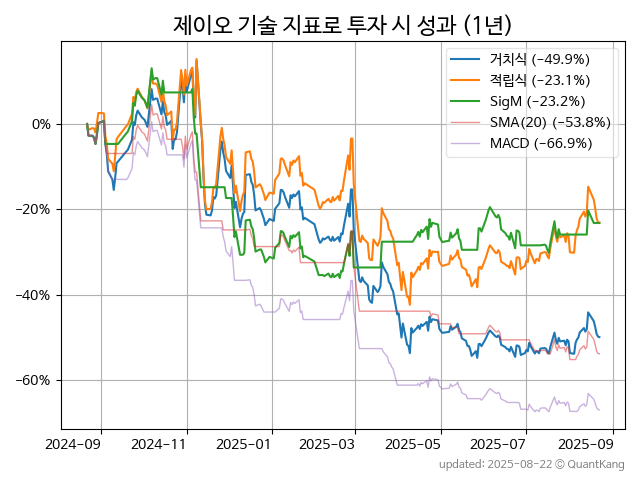 제이오 기술 지표로 투자 시 성과 (1년)
거치식 (−49.9%)
적립식 (−23.1%)
SigM (−23.2%)
SMA(20) (−53.8%)
MACD (−66.9%)
0%
−20%
−40%
−60%
2024-09
2024-11
2025-01
2025-03
2025-05
2025-07
2025-09
updated: 2025-08-22 © QuantKang